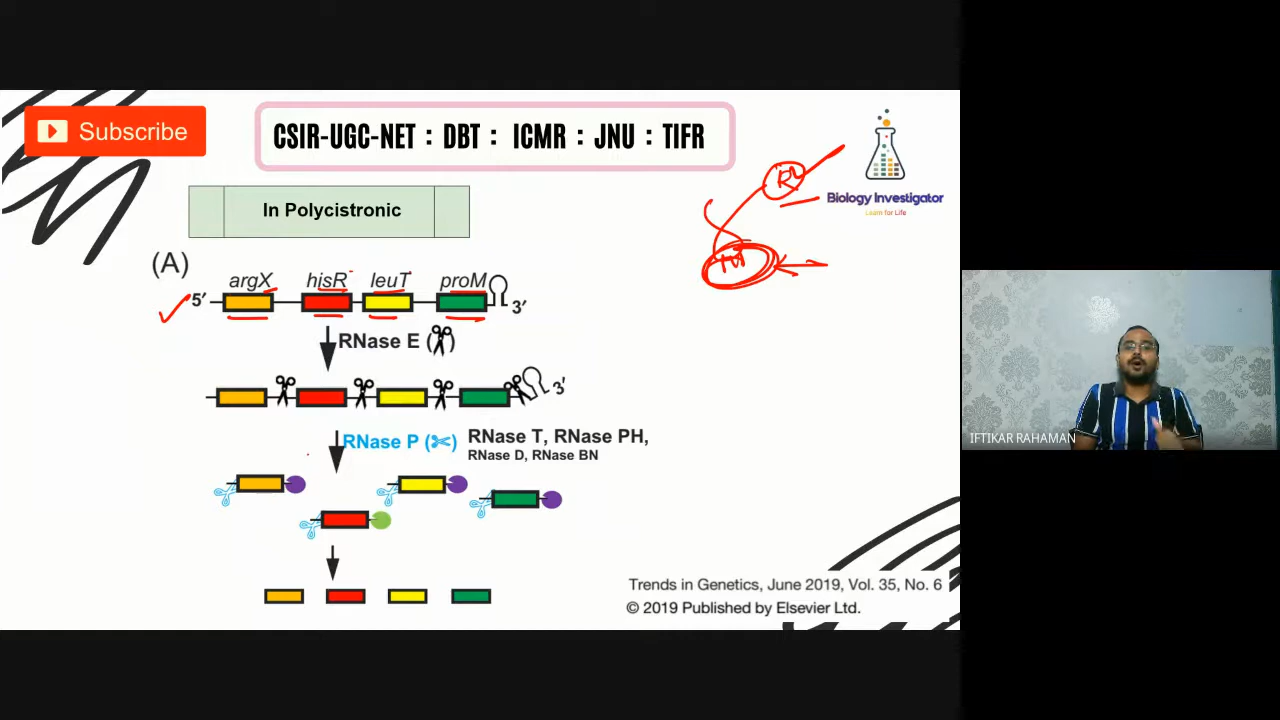 Subscribe
CSIR-UGC-NET : DBT : ICMR : JNU : TIFR
Biology Investigator
Learn for Life
In Polycistronic
(A)
argX hisR leuT proM
5′ 3′
RNase E ( )
3′
RNase P ( ) RNase T, RNase PH,
RNase D, RNase BN
IFTIKAR RAHAMAN
Trends in Genetics, June 2019, Vol. 35, No. 6
© 2019 Published by Elsevier Ltd.